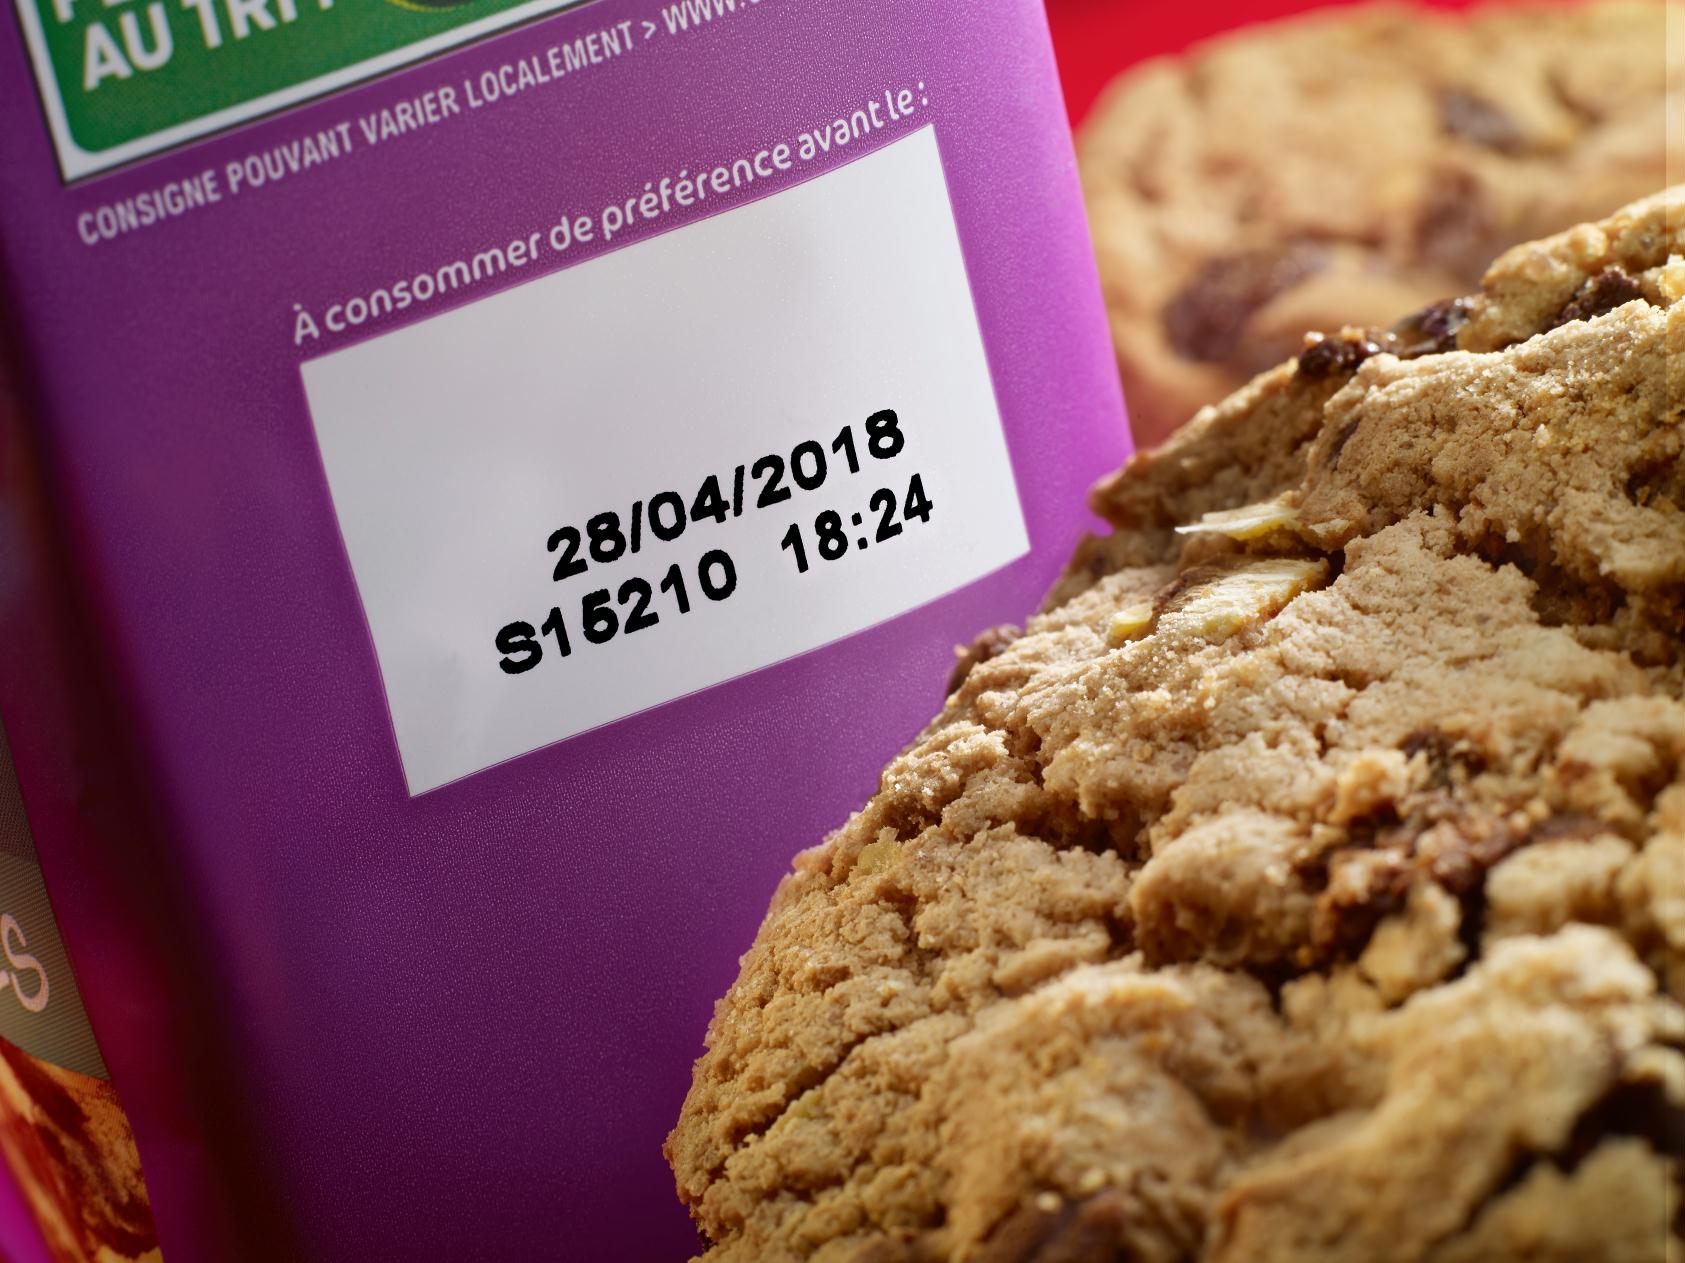 AU TRI !
CONSIGNE POUVANT VARIER LOCALEMENT > WWW.
À consommer de préférence avant le :
28/04/2018
S15210 18:24